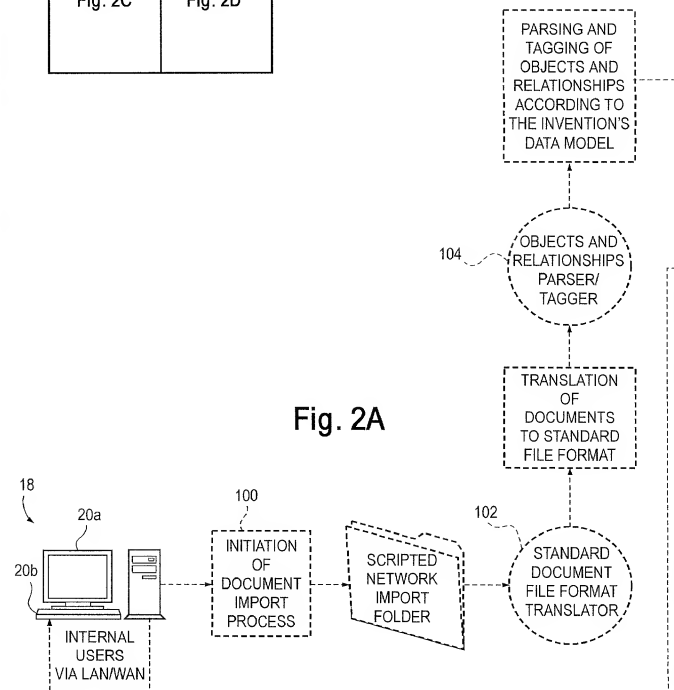 Fig. 2C
Fig. 2D
PARSING AND
TAGGING OF
OBJECTS AND
RELATIONSHIPS
ACCORDING TO
THE INVENTION'S
DATA MODEL
104
OBJECTS AND
RELATIONSHIPS
PARSER/
TAGGER
TRANSLATION
OF
DOCUMENTS
TO STANDARD
FILE FORMAT
Fig. 2A
18
20a
20b
INTERNAL
USERS
VIA LAN/WAN
100
INITIATION
OF
DOCUMENT
IMPORT
PROCESS
SCRIPTED
NETWORK
IMPORT
FOLDER
102
STANDARD
DOCUMENT
FILE FORMAT
TRANSLATOR